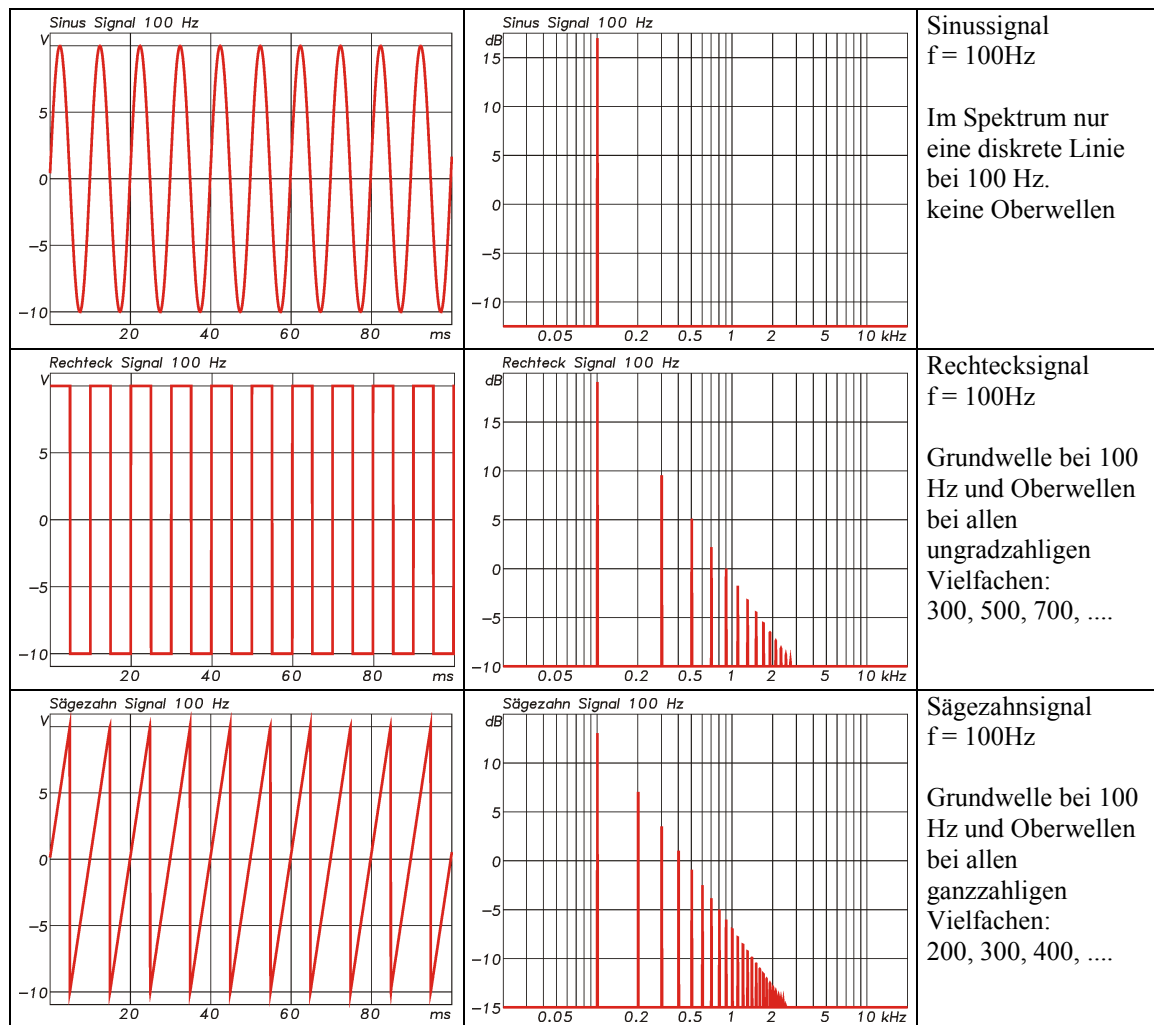 Sinus Signal 100 Hz
V
5
0
−5
−10
20 40 60 80 ms
Sinus Signal 100 Hz
dB
15
10
5
0
−5
−10
0.05 0.2 0.5 1 2 5 10 kHz
Sinussignal
f = 100Hz
Im Spektrum nur
eine diskrete Linie
bei 100 Hz.
keine Oberwellen
Rechteck Signal 100 Hz
V
5
0
−5
−10
20 40 60 80 ms
Rechteck Signal 100 Hz
dB
15
10
5
0
−5
−10
0.05 0.2 0.5 1 2 5 10 kHz
Rechtecksignal
f = 100Hz
Grundwelle bei 100
Hz und Oberwellen
bei allen
ungradzahligen
Vielfachen:
300, 500, 700, ....
Sägezahn Signal 100 Hz
V
5
0
−5
−10
20 40 60 80 ms
Sägezahn Signal 100 Hz
dB
10
5
0
−5
−10
−15
0.05 0.2 0.5 1 2 5 10 kHz
Sägezahnsignal
f = 100Hz
Grundwelle bei 100
Hz und Oberwellen
bei allen
ganzzahligen
Vielfachen:
200, 300, 400, ....